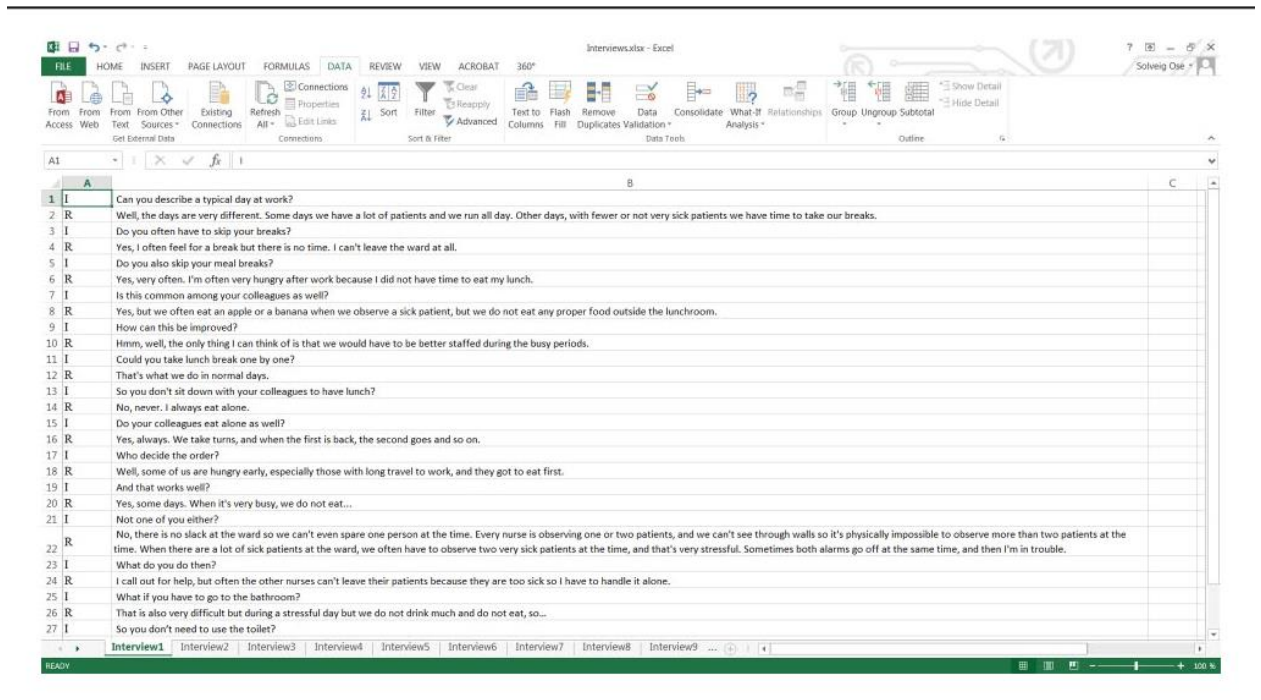 Interviews.xlsx - Excel
FILE HOME INSERT PAGE LAYOUT FORMULAS DATA REVIEW VIEW ACROBAT 360°
Solveig Ose
From Access
From Web
From Text
From Other Sources
Existing Connections
Refresh All
Connections
Properties
Edit Links
Sort
Filter
Clear
Reapply
Advanced
Text to Columns
Flash Fill
Remove Duplicates
Data Validation
Consolidate
What-If Analysis
Relationships
Group
Ungroup
Subtotal
Show Detail
Hide Detail
Get External Data Connections Sort & Filter Data Tools Outline
A1 fx I
A B C
1 I Can you describe a typical day at work?
2 R Well, the days are very different. Some days we have a lot of patients and we run all day. Other days, with fewer or not very sick patients we have time to take our breaks.
3 I Do you often have to skip your breaks?
4 R Yes, I often feel for a break but there is no time. I can't leave the ward at all.
5 I Do you also skip your meal breaks?
6 R Yes, very often. I'm often very hungry after work because I did not have time to eat my lunch.
7 I Is this common among your colleagues as well?
8 R Yes, but we often eat an apple or a banana when we observe a sick patient, but we do not eat any proper food outside the lunchroom.
9 I How can this be improved?
10 R Hmm, well, the only thing I can think of is that we would have to be better staffed during the busy periods.
11 I Could you take lunch break one by one?
12 R That's what we do in normal days.
13 I So you don't sit down with your colleagues to have lunch?
14 R No, never. I always eat alone.
15 I Do your colleagues eat alone as well?
16 R Yes, always. We take turns, and when the first is back, the second goes and so on.
17 I Who decide the order?
18 R Well, some of us are hungry early, especially those with long travel to work, and they got to eat first.
19 I And that works well?
20 R Yes, some days. When it's very busy, we do not eat...
21 I Not one of you either?
22 R No, there is no slack at the ward so we can't even spare one person at the time. Every nurse is observing one or two patients, and we can't see through walls so it's physically impossible to observe more than two patients at the
time. When there are a lot of sick patients at the ward, we often have to observe two very sick patients at the time, and that's very stressful. Sometimes both alarms go off at the same time, and then I'm in trouble.
23 I What do you do then?
24 R I call out for help, but often the other nurses can't leave their patients because they are too sick so I have to handle it alone.
25 I What if you have to go to the bathroom?
26 R That is also very difficult but during a stressful day but we do not drink much and do not eat, so...
27 I So you don't need to use the toilet?
Interview1 Interview2 Interview3 Interview4 Interview5 Interview6 Interview7 Interview8 Interview9 ...
READY 100 %